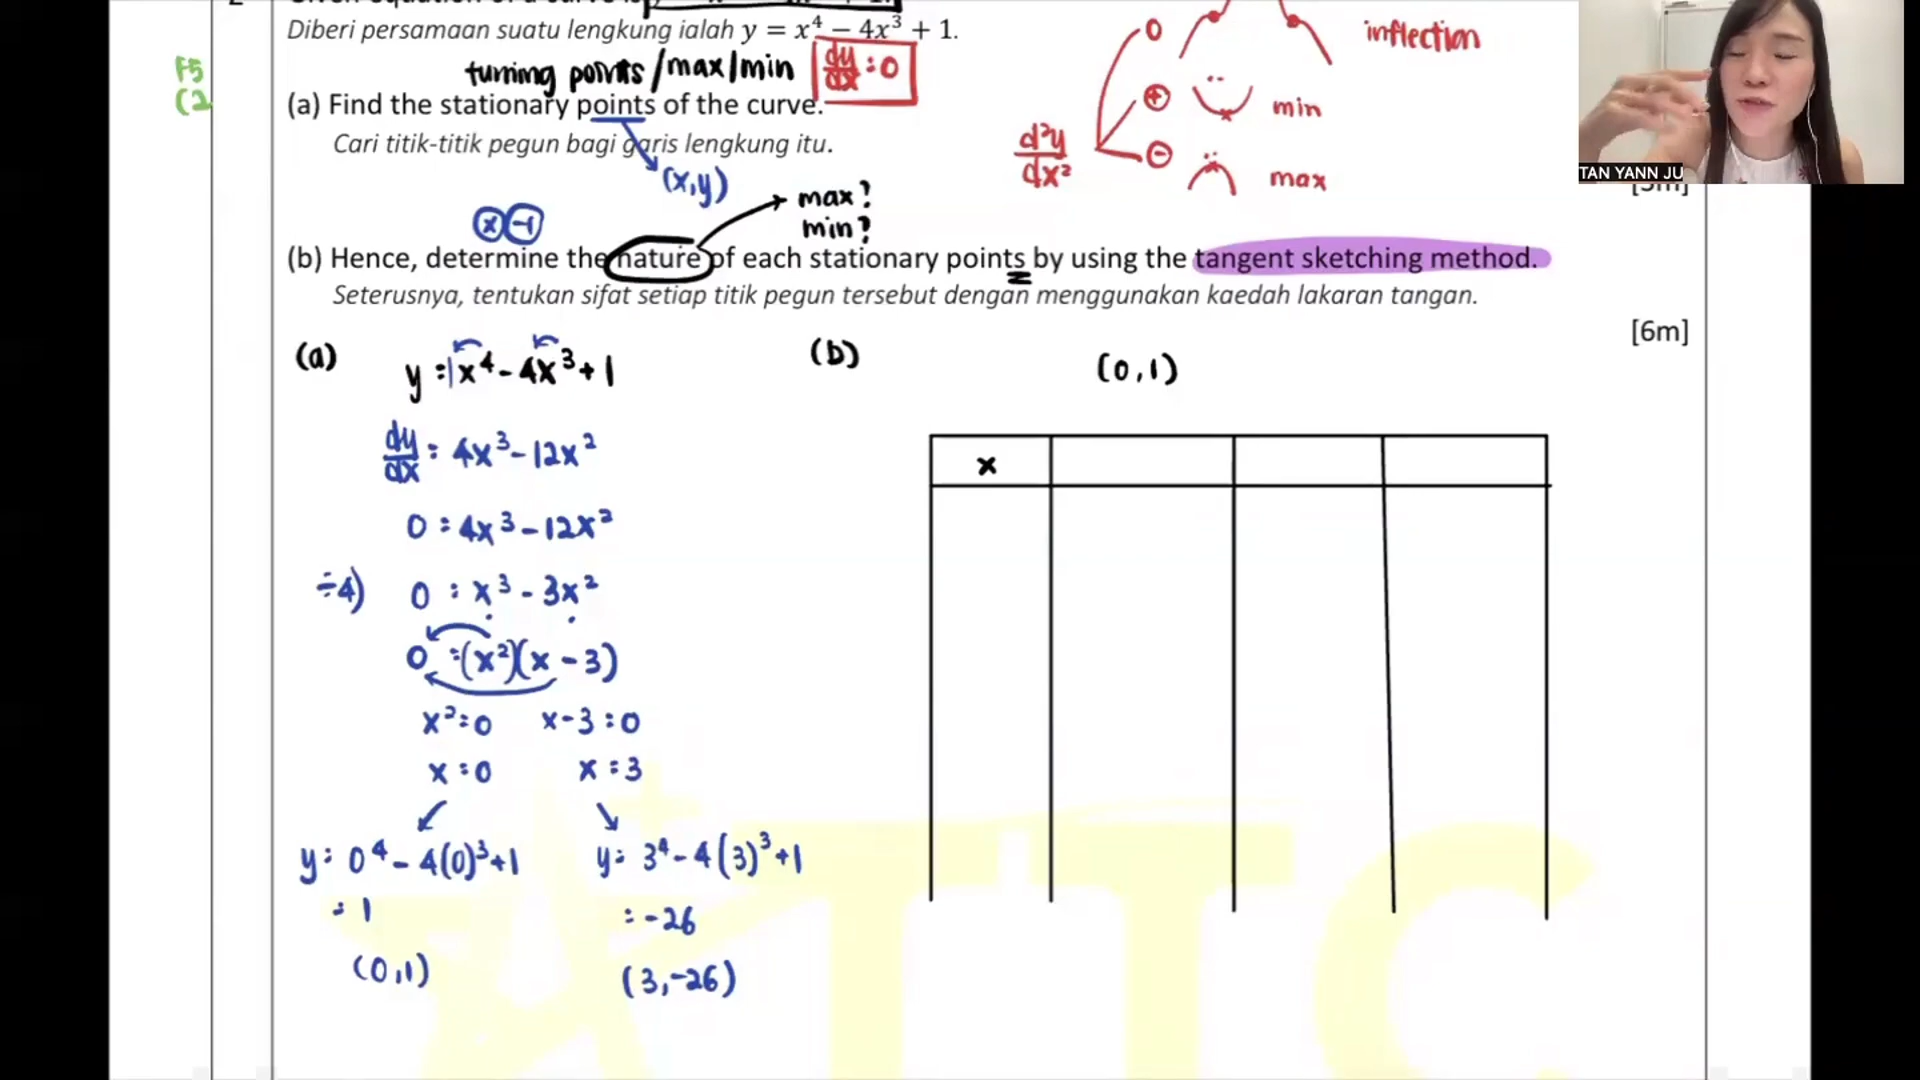 Diberi persamaan suatu lengkung ialah y = x⁴ − 4x³ + 1.
F5
C2
turning points/max/min
dy/dx = 0
(a) Find the stationary points of the curve.
Cari titik-titik pegun bagi garis lengkung itu.
(x,y)
d²y/dx²
0
inflection
+
min
−
max
TAN YANN JU
x −1
max?
min?
(b) Hence, determine the nature of each stationary points by using the tangent sketching method.
Seterusnya, tentukan sifat setiap titik pegun tersebut dengan menggunakan kaedah lakaran tangan.
[6m]
(a)
y = 1x⁴ - 4x³ + 1
dy/dx = 4x³ - 12x²
0 = 4x³ - 12x²
÷4) 0 = x³ - 3x²
0 = (x²)(x - 3)
x² = 0 x - 3 = 0
x = 0 x = 3
y = 0⁴ - 4(0)³ + 1 y = 3⁴ - 4(3)³ + 1
= 1 = -26
(0,1) (3,-26)
(b)
(0,1)
x
TTC